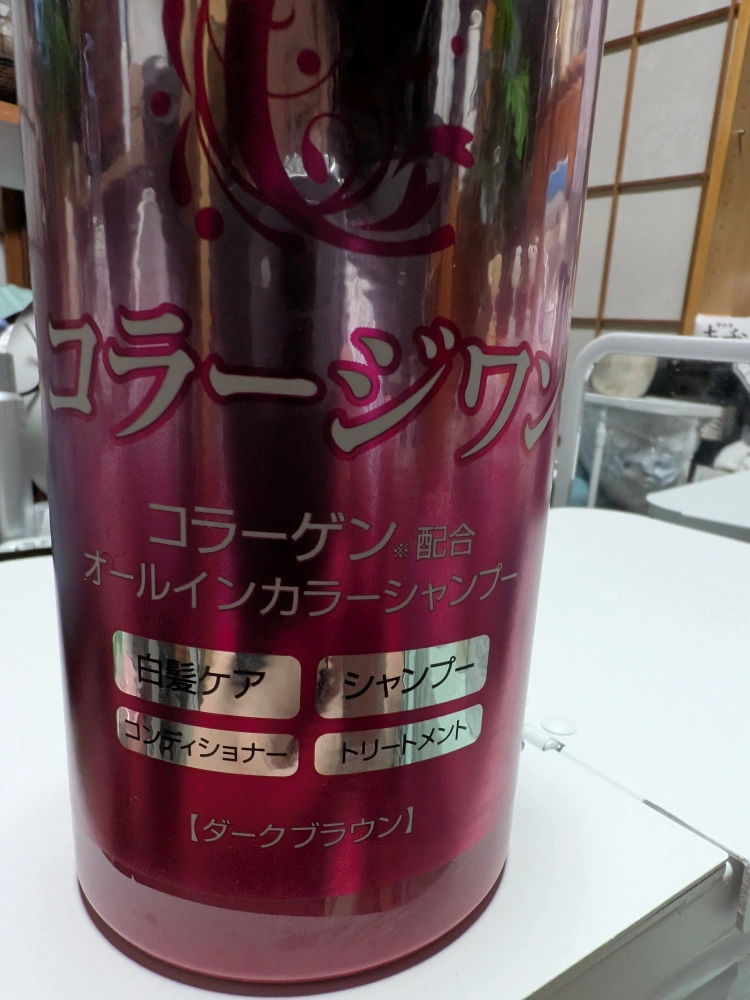 コラージワン
コラーゲン※配合
オールインカラーシャンプー
白髪ケア
シャンプー
コンディショナー
トリートメント
【ダークブラウン】